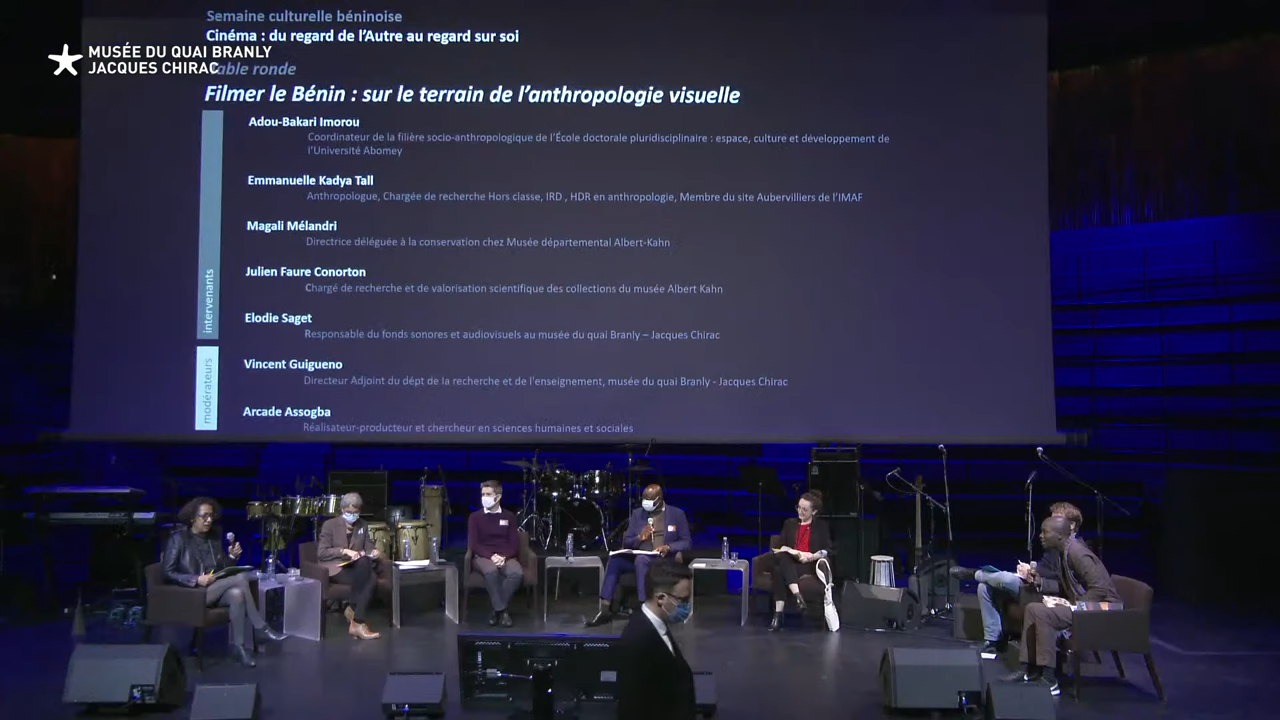 Semaine culturelle béninoise
Cinéma : du regard de l'Autre au regard sur soi
MUSÉE DU QUAI BRANLY
JACQUES CHIRAC
Table ronde
Filmer le Bénin : sur le terrain de l'anthropologie visuelle
Adou-Bakari Imorou
Coordinateur de la filière socio-anthropologique de l'École doctorale pluridisciplinaire : espace, culture et développement de
l'Université Abomey
Emmanuelle Kadya Tall
Anthropologue, Chargée de recherche Hors classe, IRD , HDR en anthropologie, Membre du site Aubervilliers de l'IMAF
Magali Mélandri
Directrice déléguée à la conservation chez Musée départemental Albert-Kahn
Julien Faure Conorton
Chargé de recherche et de valorisation scientifique des collections du musée Albert Kahn
Elodie Saget
Responsable du fonds sonores et audiovisuels au musée du quai Branly – Jacques Chirac
intervenants
Vincent Guigueno
Directeur Adjoint du dépt de la recherche et de l'enseignement, musée du quai Branly - Jacques Chirac
Arcade Assogba
Réalisateur-producteur et chercheur en sciences humaines et sociales
modérateurs